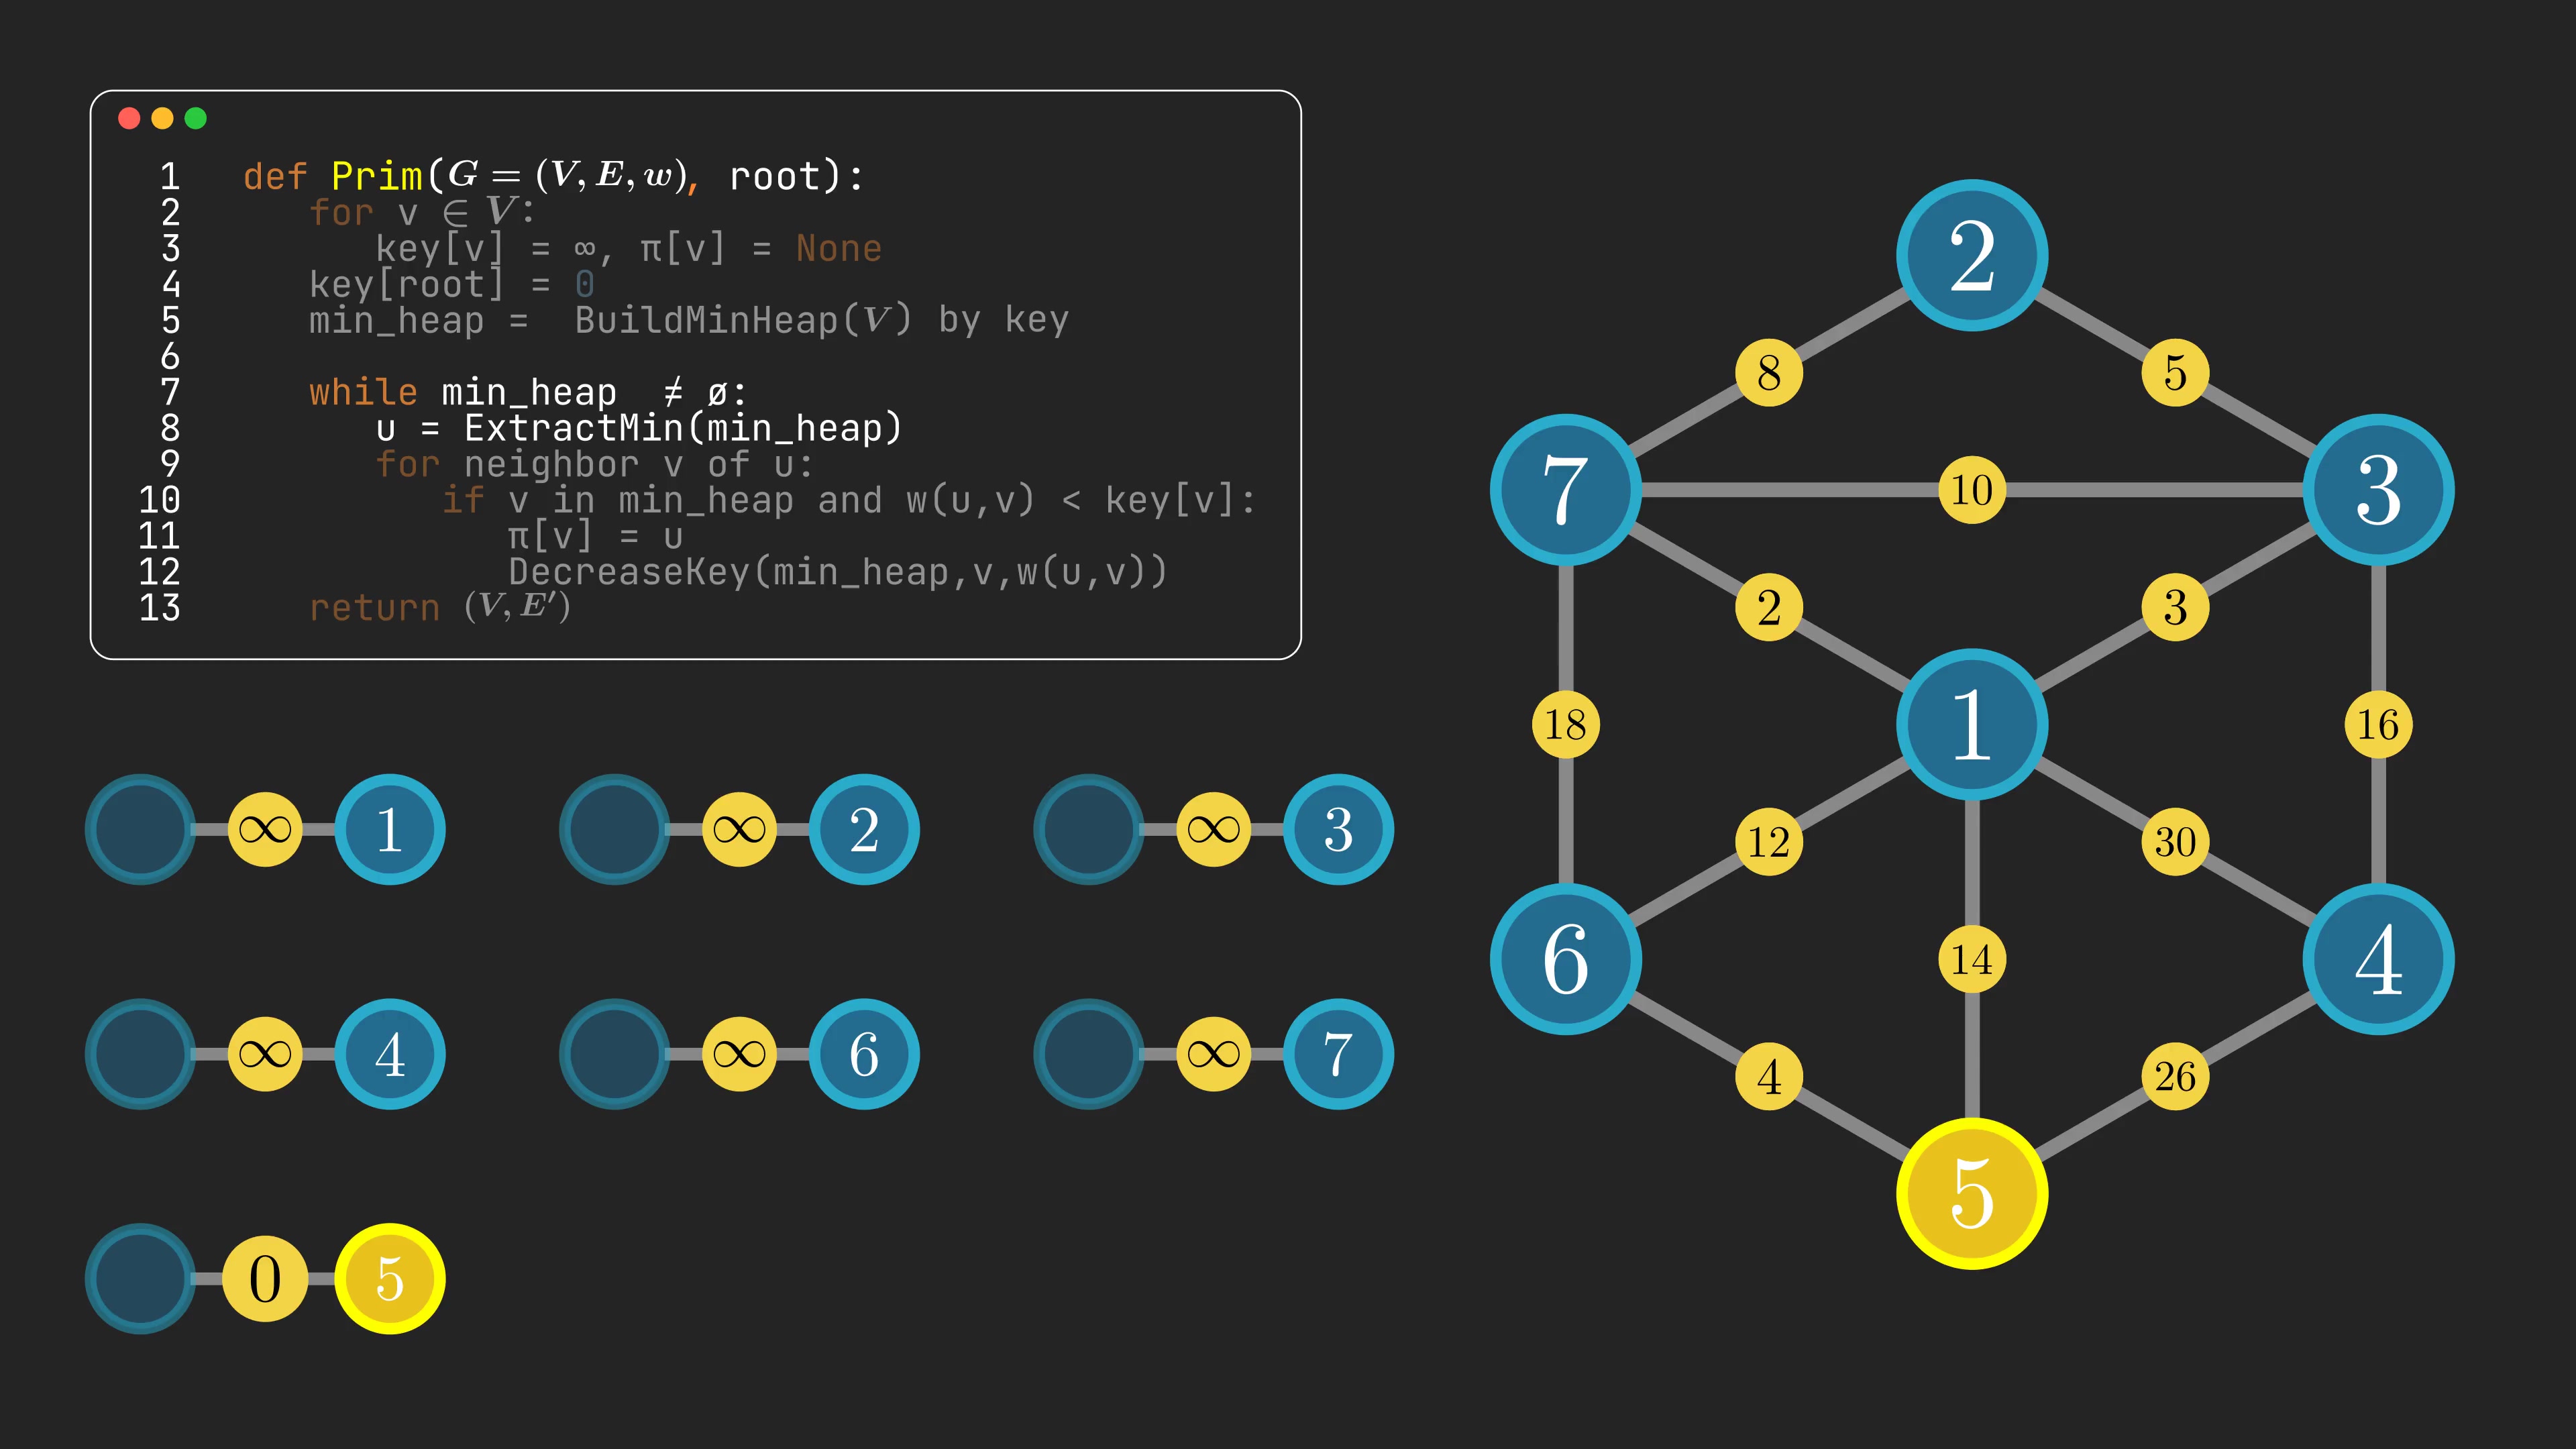 1 def Prim(G = (V, E, w), root):
2 for v ∈ V:
3 key[v] = ∞, π[v] = None
4 key[root] = 0
5 min_heap = BuildMinHeap(V) by key
6
7 while min_heap ≠ ø:
8 u = ExtractMin(min_heap)
9 for neighbor v of u:
10 if v in min_heap and w(u,v) < key[v]:
11 π[v] = u
12 DecreaseKey(min_heap,v,w(u,v))
13 return (V, E′)
∞ 1 ∞ 2 ∞ 3
∞ 4 ∞ 6 ∞ 7
0 5
2
8 5
7 10 3
2 3
18 1 16
12 30
6 14 4
4 26
5